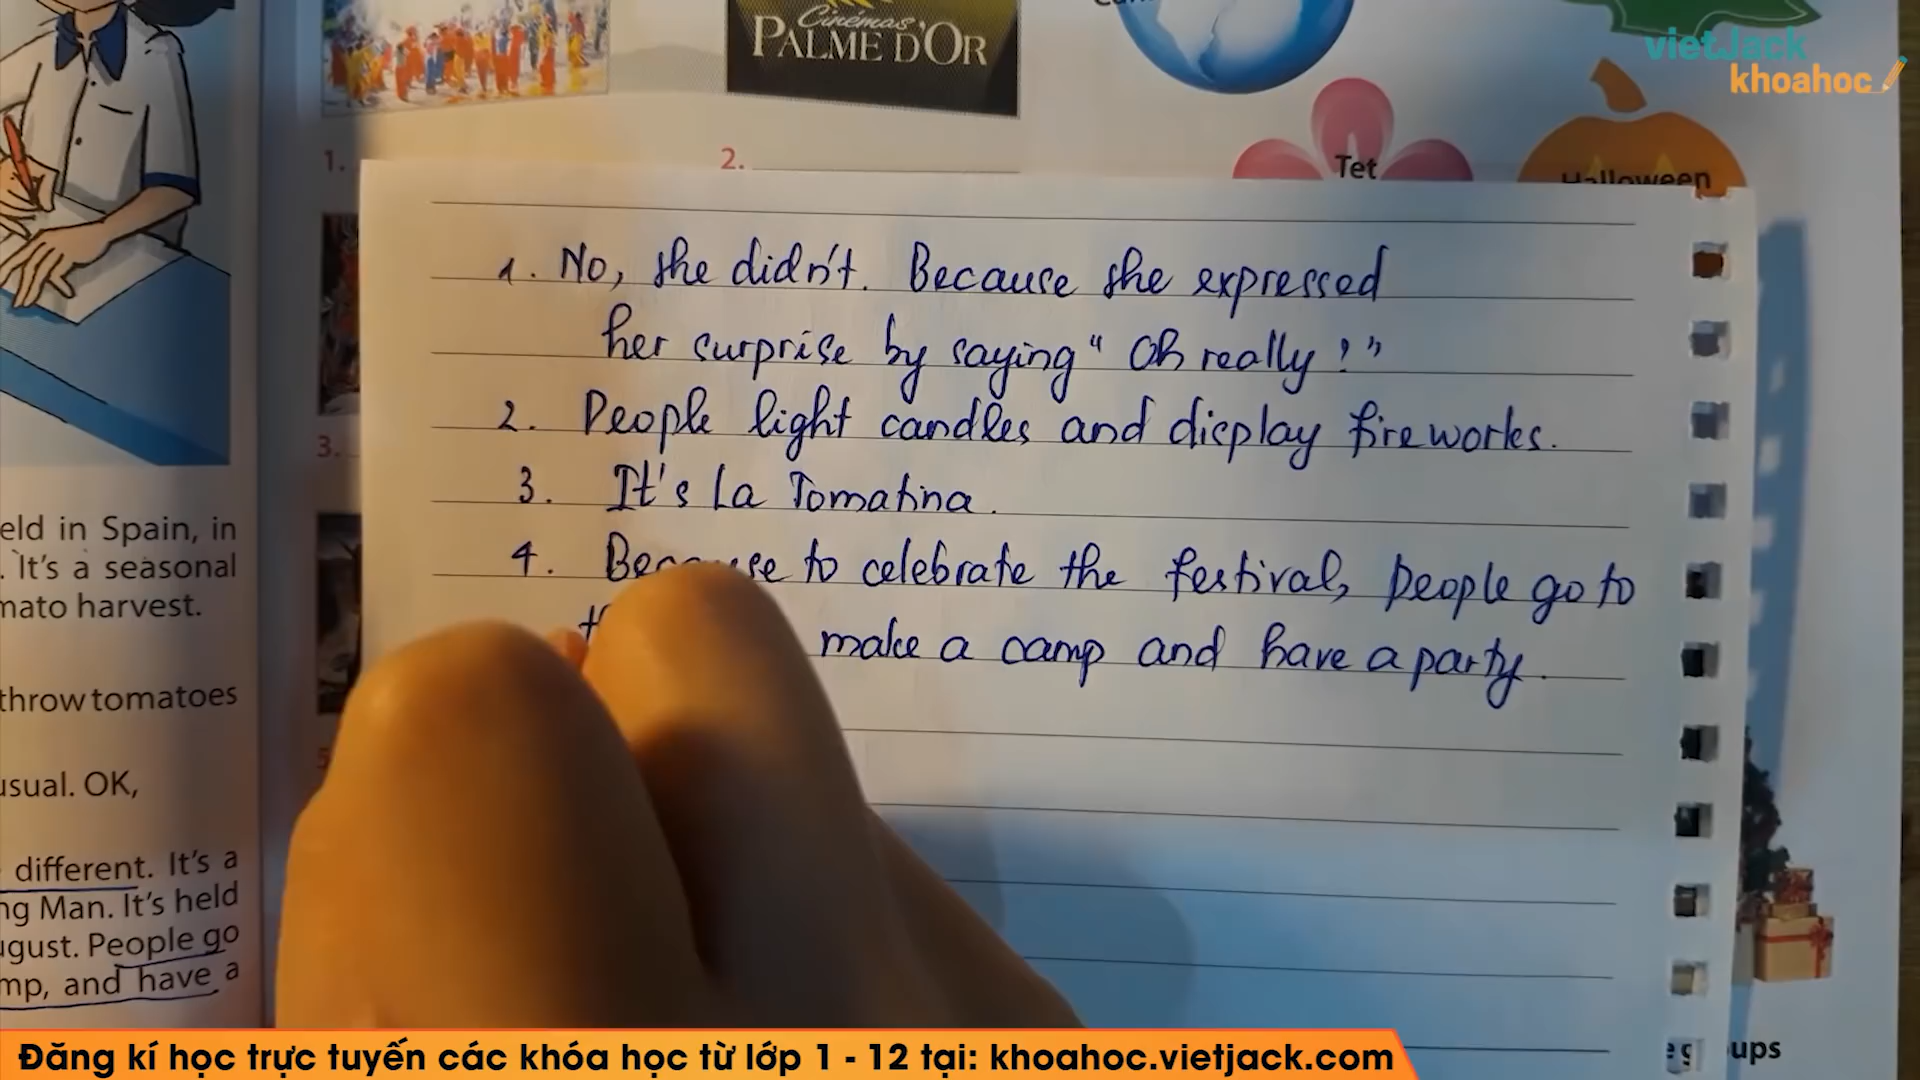 Cinemas
PALME D'OR
vietJack
khoahoc
1.
2.
Tet
Halloween
1. No, she didn't. Because she expressed
her surprise by saying "Oh really!"
2. People light candles and display fireworks.
3. It's La Tomatina.
4. Because to celebrate the festival, people go to
make a camp and have a party.
3.
eld in Spain, in
. It's a seasonal
mato harvest.
throw tomatoes
usual. OK,
different. It's a
ng Man. It's held
ugust. People go
mp, and have a
ups
Đăng kí học trực tuyến các khóa học từ lớp 1 - 12 tại: khoahoc.vietjack.com